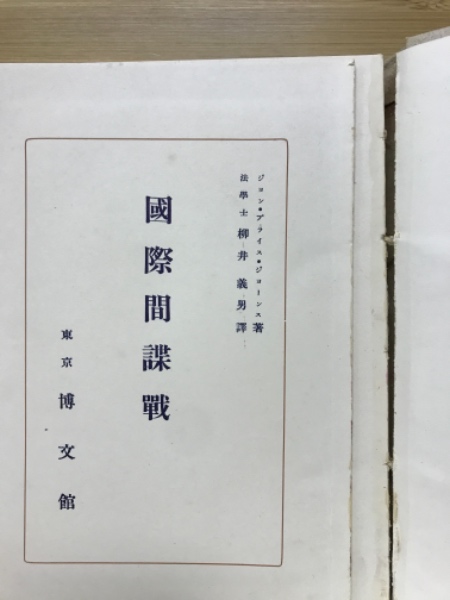 ジョン・プライス・ジョーンス著
法學士 柳井義男譯
國際間諜戰
東京 博文館